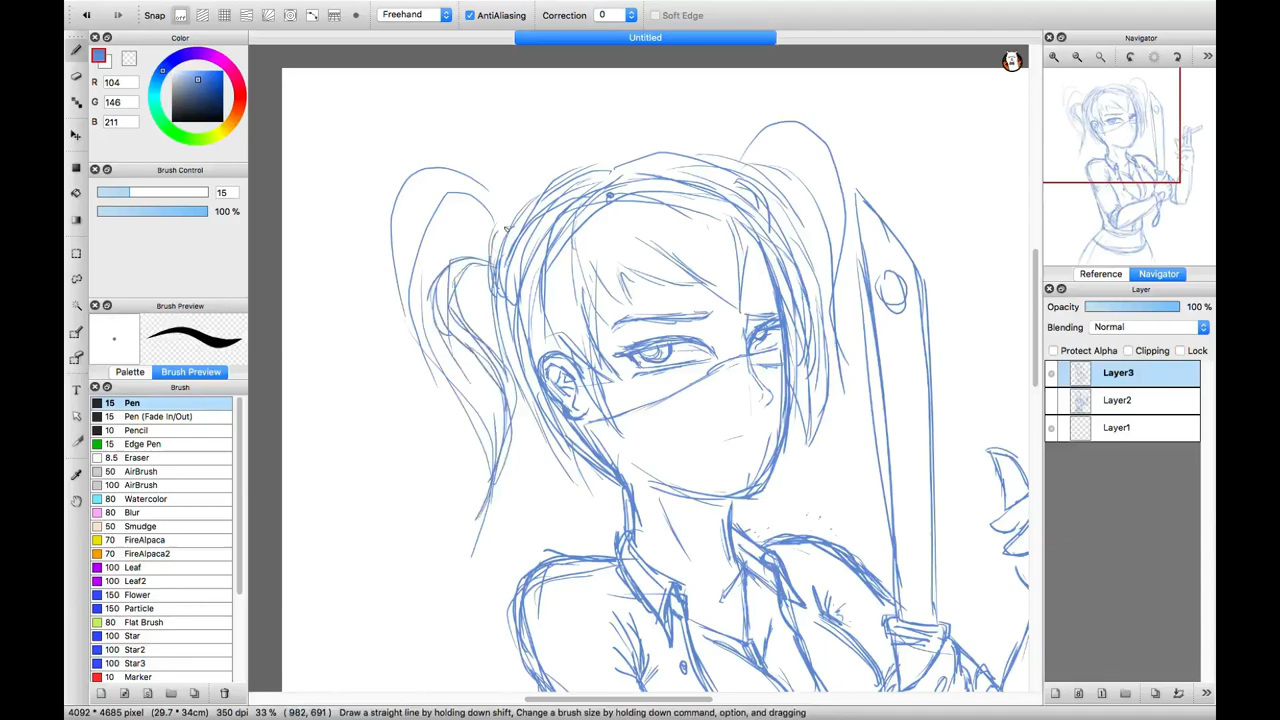 Snap
Freehand
AntiAliasing
Correction 0
Soft Edge
Color
Untitled
Navigator
R 104
G 146
B 211
Brush Control
15
100 %
Reference
Navigator
Layer
Opacity 100 %
Blending Normal
Protect Alpha Clipping Lock
Layer3
Layer2
Layer1
Brush Preview
Palette
Brush Preview
Brush
15 Pen
15 Pen (Fade In/Out)
10 Pencil
15 Edge Pen
8.5 Eraser
50 AirBrush
100 AirBrush
80 Watercolor
80 Blur
50 Smudge
70 FireAlpaca
70 FireAlpaca2
100 Leaf
100 Leaf2
150 Flower
150 Particle
80 Flat Brush
100 Star
100 Star2
100 Star3
10 Marker
4092 * 4685 pixel (29.7 * 34cm) 350 dpi 33 % ( 982, 691 ) Draw a straight line by holding down shift, Change a brush size by holding down command, option, and dragging